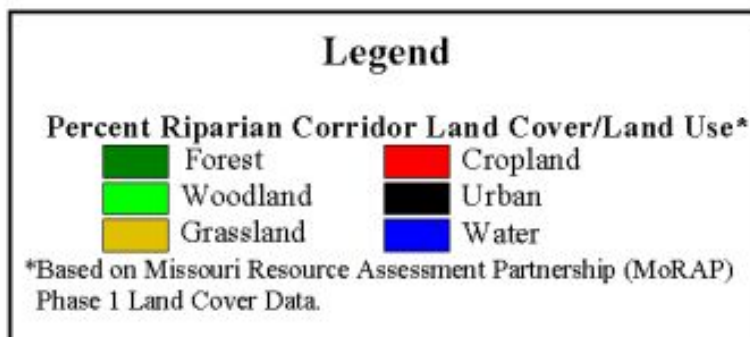 Legend
Percent Riparian Corridor Land Cover/Land Use*
Forest Cropland
Woodland Urban
Grassland Water
*Based on Missouri Resource Assessment Partnership (MoRAP)
Phase 1 Land Cover Data.